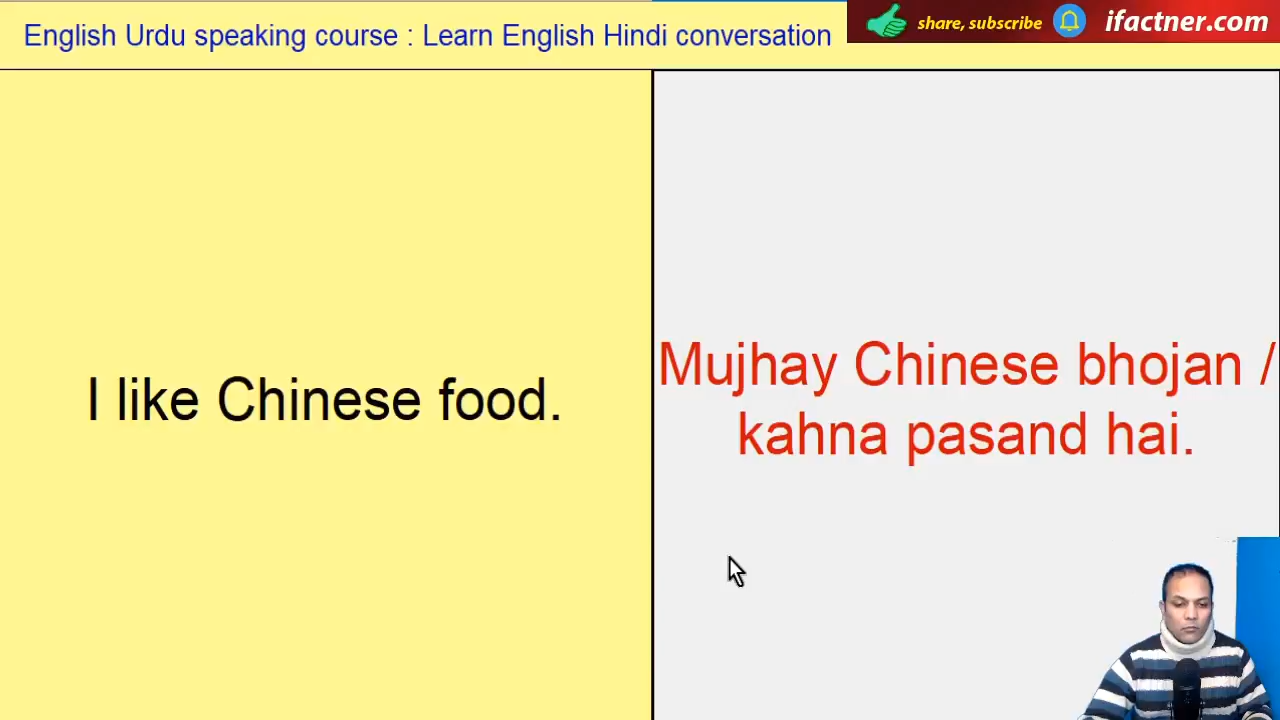 English Urdu speaking course : Learn English Hindi conversation
share, subscribe
ifactner.com
I like Chinese food.
Mujhay Chinese bhojan /
kahna pasand hai.